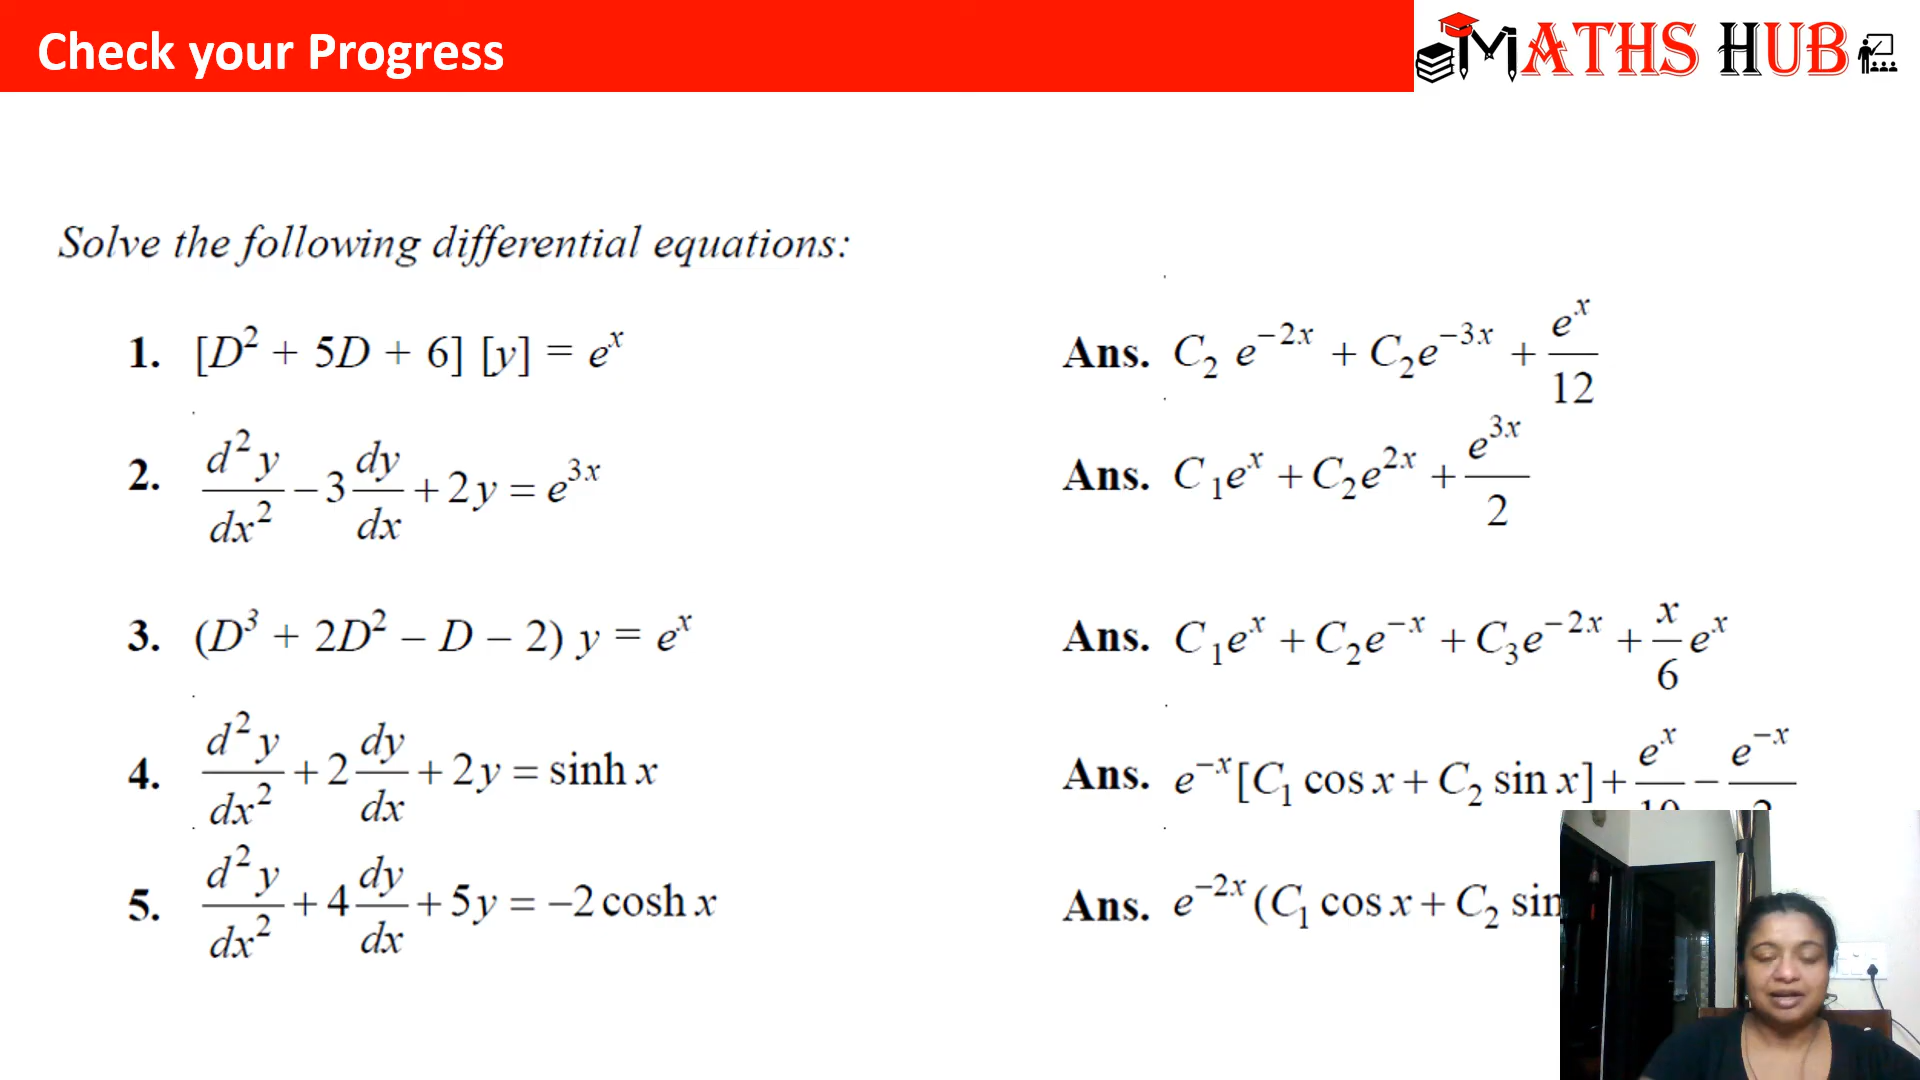 Check your Progress
MATHS HUB
Solve the following differential equations:
1. [D² + 5D + 6] [y] = eˣ
Ans. C₂ e⁻²ˣ + C₂e⁻³ˣ + eˣ/12
2. d²y/dx² − 3 dy/dx + 2y = e³ˣ
Ans. C₁eˣ + C₂e²ˣ + e³ˣ/2
3. (D³ + 2D² − D − 2) y = eˣ
Ans. C₁eˣ + C₂e⁻ˣ + C₃e⁻²ˣ + x/6 eˣ
4. d²y/dx² + 2 dy/dx + 2y = sinh x
Ans. e⁻ˣ[C₁ cos x + C₂ sin x] + eˣ/10 − e⁻ˣ/
5. d²y/dx² + 4 dy/dx + 5y = −2 cosh x
Ans. e⁻²ˣ (C₁ cos x + C₂ sin